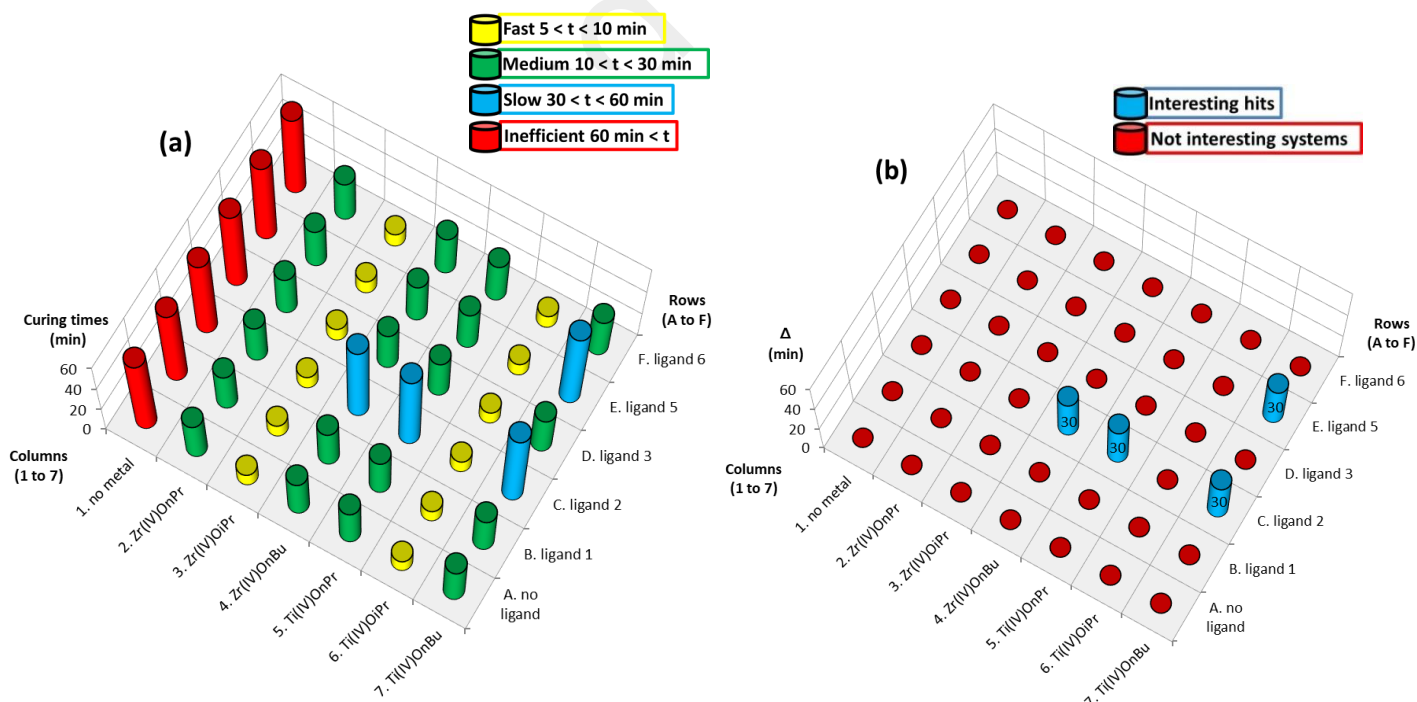 Fast 5 < t < 10 min
Medium 10 < t < 30 min
Slow 30 < t < 60 min
Inefficient 60 min < t
(a)
Curing times
(min)
60
40
20
0
Columns
(1 to 7)
1. no metal
2. Zr(IV)OnPr
3. Zr(IV)OiPr
4. Zr(IV)OnBu
5. Ti(IV)OnPr
6. Ti(IV)OiPr
7. Ti(IV)OnBu
Rows
(A to F)
F. ligand 6
E. ligand 5
D. ligand 3
C. ligand 2
B. ligand 1
A. no
ligand
Interesting hits
Not interesting systems
(b)
Δ
(min)
60
40
20
0
Columns
(1 to 7)
1. no metal
2. Zr(IV)OnPr
3. Zr(IV)OiPr
4. Zr(IV)OnBu
5. Ti(IV)OnPr
6. Ti(IV)OiPr
7. Ti(IV)OnBu
30
30
30
30
Rows
(A to F)
F. ligand 6
E. ligand 5
D. ligand 3
C. ligand 2
B. ligand 1
A. no
ligand